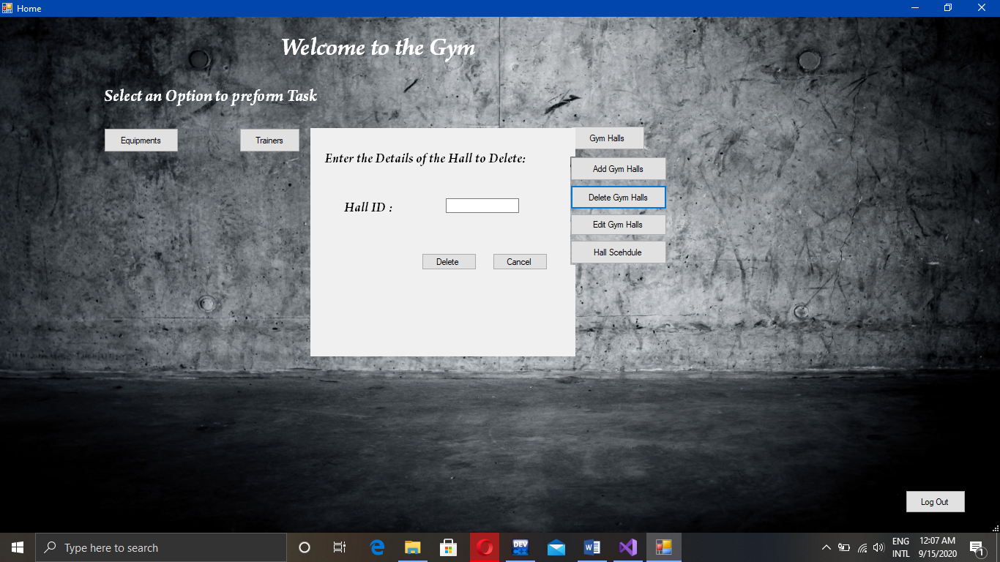 Home
Welcome to the Gym
Select an Option to preform Task
Equipments
Trainers
Gym Halls
Enter the Details of the Hall to Delete:
Add Gym Halls
Delete Gym Halls
Hall ID :
Edit Gym Halls
Hall Scehdule
Delete
Cancel
Log Out
Type here to search
DEV
C++
W
ENG
INTL
12:07 AM
9/15/2020
1